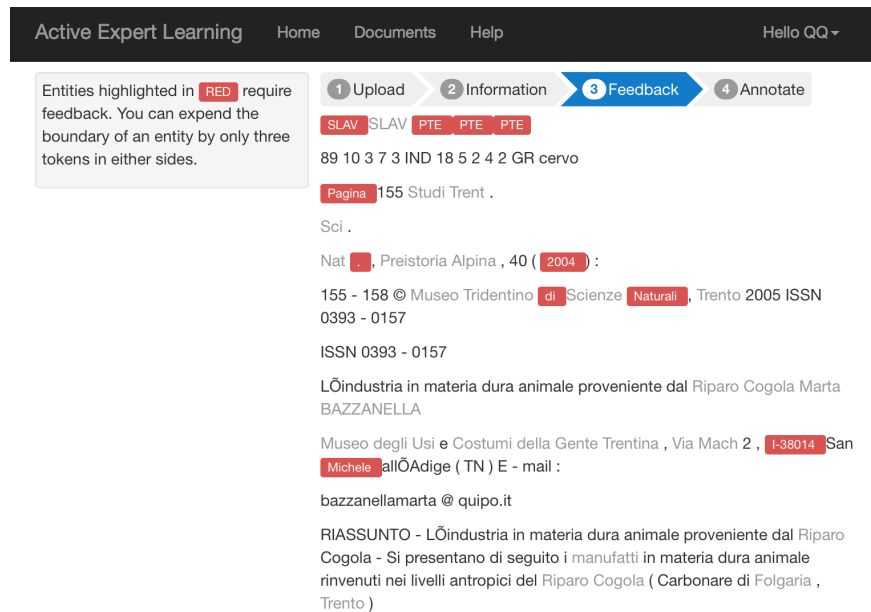 Active Expert Learning Home Documents Help Hello QQ
Entities highlighted in RED require
feedback. You can expend the
boundary of an entity by only three
tokens in either sides.
1 Upload 2 Information 3 Feedback 4 Annotate
SLAV SLAV PTE PTE PTE
89 10 3 7 3 IND 18 5 2 4 2 GR cervo
Pagina 155 Studi Trent .
Sci .
Nat . , Preistoria Alpina , 40 ( 2004 ) :
155 - 158 © Museo Tridentino di Scienze Naturali , Trento 2005 ISSN
0393 - 0157
ISSN 0393 - 0157
LÕindustria in materia dura animale proveniente dal Riparo Cogola Marta
BAZZANELLA
Museo degli Usi e Costumi della Gente Trentina , Via Mach 2 , I-38014 San
Michele allÕAdige ( TN ) E - mail :
bazzanellamarta @ quipo.it
RIASSUNTO - LÕindustria in materia dura animale proveniente dal Riparo
Cogola - Si presentano di seguito i manufatti in materia dura animale
rinvenuti nei livelli antropici del Riparo Cogola ( Carbonare di Folgaria ,
Trento )